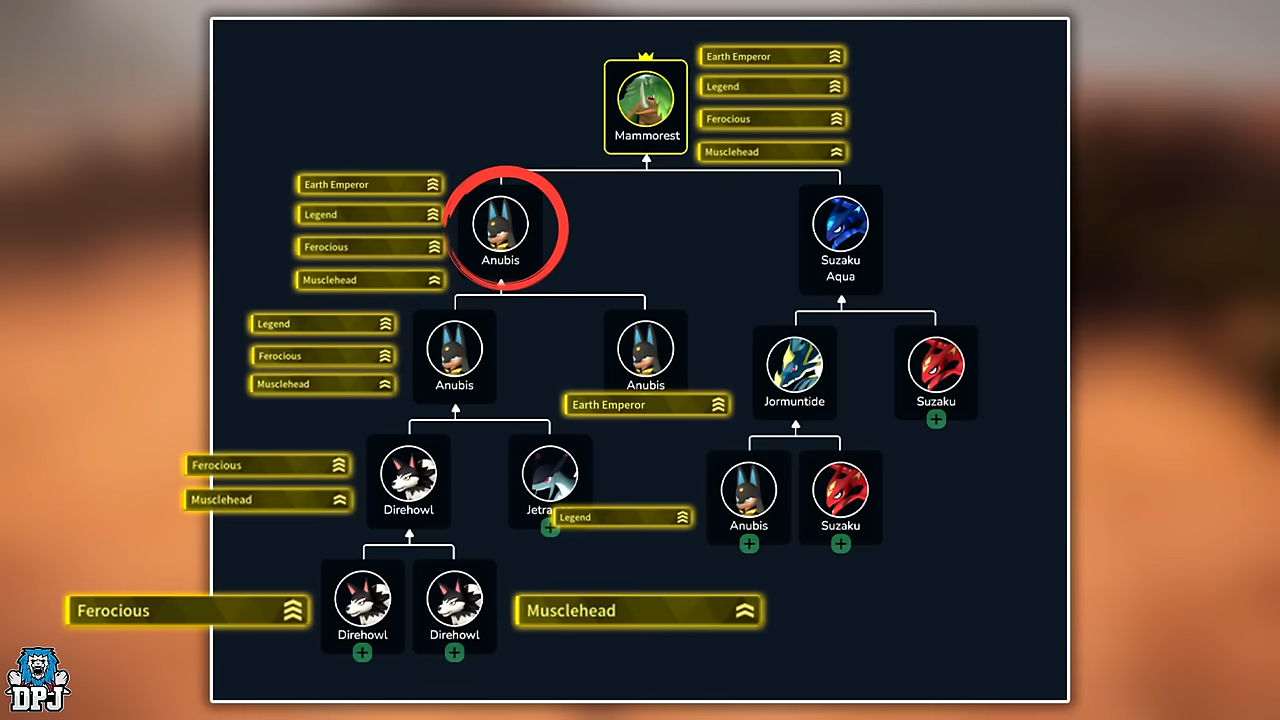 Earth Emperor
Legend
Mammorest
Ferocious
Musclehead
Earth Emperor
Legend
Ferocious
Musclehead
Anubis
Suzaku
Aqua
Legend
Ferocious
Musclehead
Anubis
Anubis
Earth Emperor
Jormuntide
Suzaku
Ferocious
Musclehead
Direhowl
Jetra
Legend
Anubis
Suzaku
Ferocious
Direhowl
Direhowl
Musclehead
DPJ